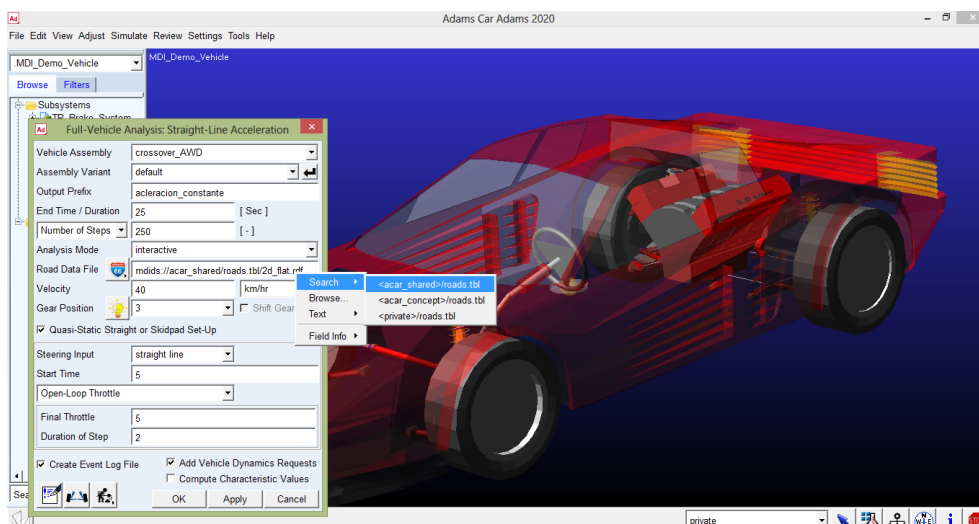 Ad Adams Car Adams 2020
File Edit View Adjust Simulate Review Settings Tools Help
.MDI_Demo_Vehicle MDI_Demo_Vehicle
Browse Filters
Subsystems
TR_Brake_System
Ad Full-Vehicle Analysis: Straight-Line Acceleration
Vehicle Assembly crossover_AWD
Assembly Variant default
Output Prefix acleracion_constante
End Time / Duration 25 [ Sec ]
Number of Steps 250 [ - ]
Analysis Mode interactive
Road Data File 66 mdids://acar_shared/roads.tbl/2d_flat.rdf
Search <acar_shared>/roads.tbl
Velocity 40 km/hr
Browse... <acar_concept>/roads.tbl
Gear Position 3 Shift Gear
Text <private>/roads.tbl
Quasi-Static Straight or Skidpad Set-Up
Field Info
Steering Input straight line
Start Time 5
Open-Loop Throttle
Final Throttle 5
Duration of Step 2
Create Event Log File Add Vehicle Dynamics Requests
Compute Characteristic Values
Sea
OK Apply Cancel
private